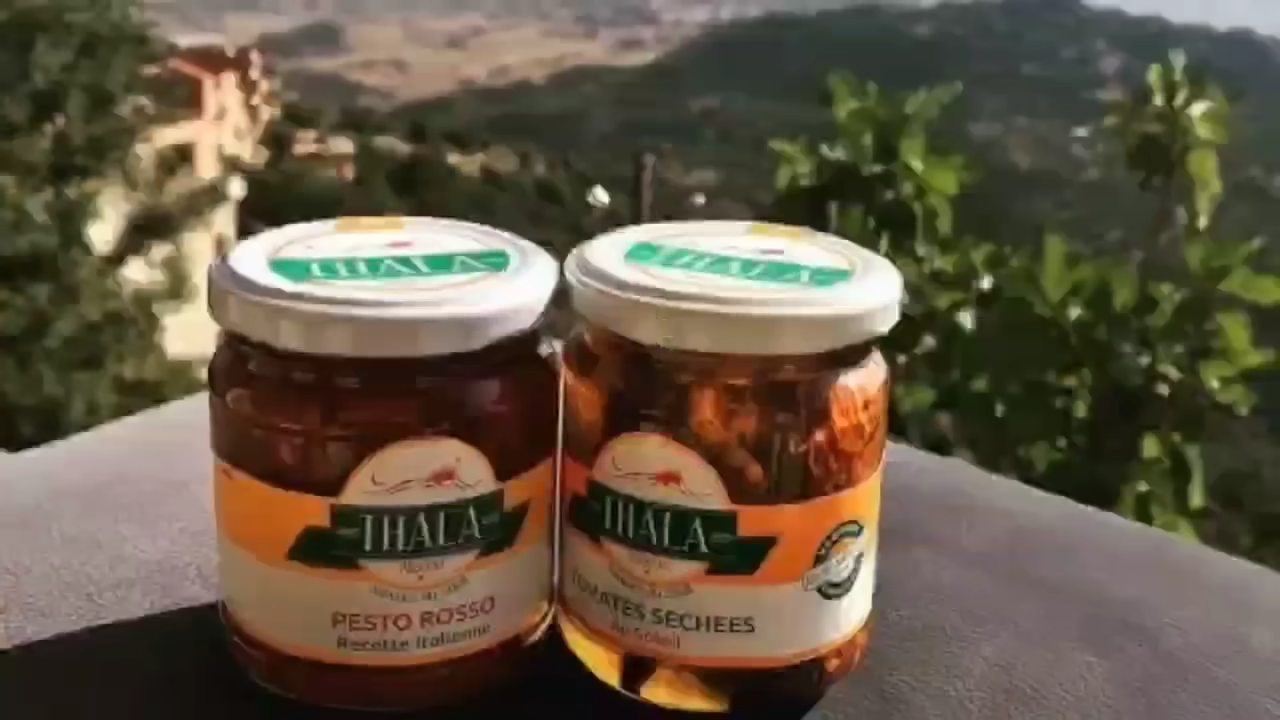 THALA
THALA
THALA
PESTO ROSSO
Recette Italienne
THALA
TOMATES SECHEES
Au Soleil